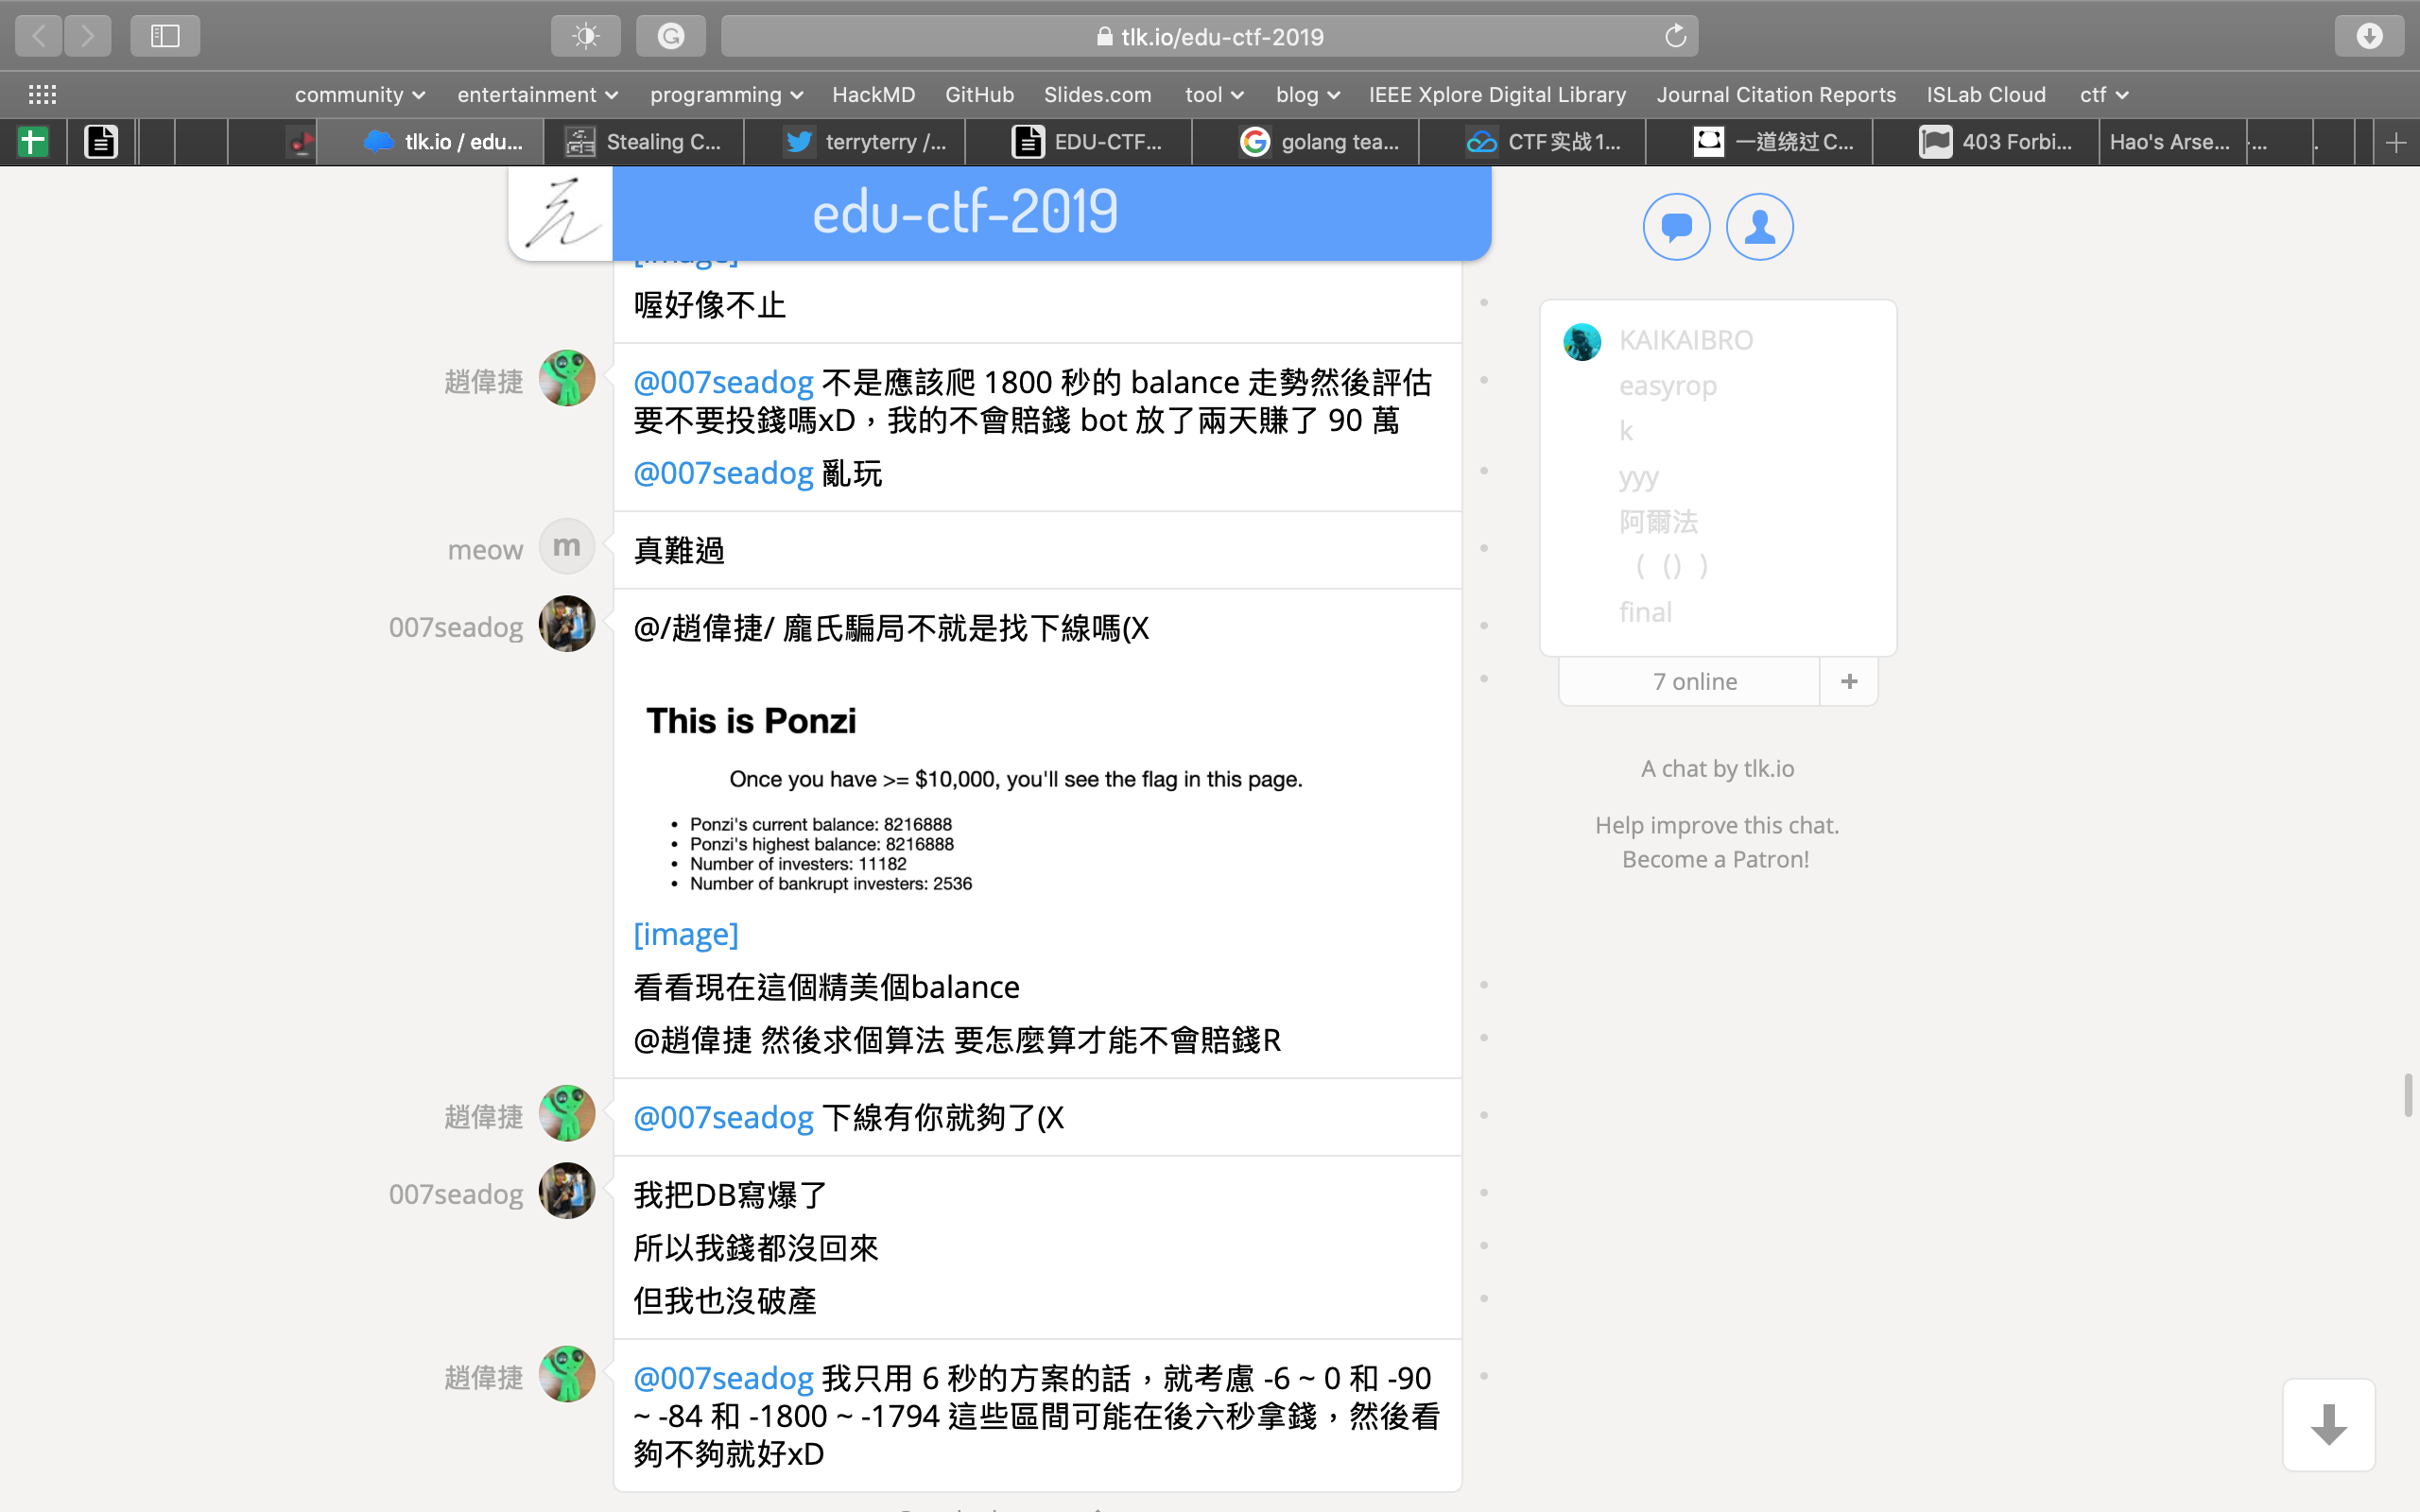 tlk.io/edu-ctf-2019
community entertainment programming HackMD GitHub Slides.com tool blog IEEE Xplore Digital Library Journal Citation Reports ISLab Cloud ctf
tlk.io / edu... Stealing C... terryterry /... EDU-CTF... golang tea... CTF实战1... 一道绕过C... 403 Forbi... Hao's Arse... ...
edu-ctf-2019
[image]
喔好像不止
趙偉捷
@007seadog 不是應該爬 1800 秒的 balance 走勢然後評估
要不要投錢嗎xD，我的不會賠錢 bot 放了兩天賺了 90 萬
@007seadog 亂玩
meow
m
真難過
007seadog
@/趙偉捷/ 龐氏騙局不就是找下線嗎(X
This is Ponzi
Once you have >= $10,000, you'll see the flag in this page.
• Ponzi's current balance: 8216888
• Ponzi's highest balance: 8216888
• Number of investers: 11182
• Number of bankrupt investers: 2536
[image]
看看現在這個精美個balance
@趙偉捷 然後求個算法 要怎麼算才能不會賠錢R
趙偉捷
@007seadog 下線有你就夠了(X
007seadog
我把DB寫爆了
所以我錢都沒回來
但我也沒破產
趙偉捷
@007seadog 我只用 6 秒的方案的話，就考慮 -6 ~ 0 和 -90
~ -84 和 -1800 ~ -1794 這些區間可能在後六秒拿錢，然後看
夠不夠就好xD
KAIKAIBRO
easyrop
k
yyy
阿爾法
（（））
final
7 online +
A chat by tlk.io
Help improve this chat.
Become a Patron!